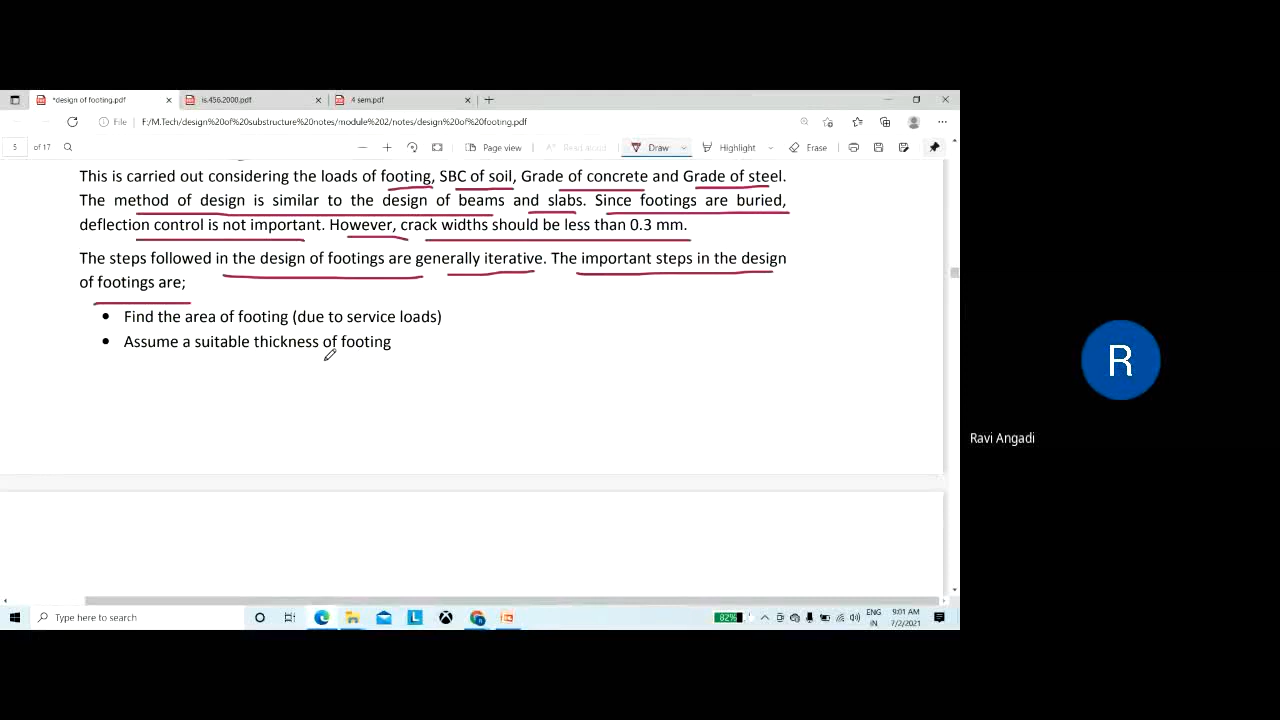 *design of footing.pdf
is.456.2000.pdf
4 sem.pdf
File
F:/M.Tech/design%20of%20substructure%20notes/module%202/notes/design%20of%20footing.pdf
5 of 17
Page view
Read aloud
Draw
Highlight
Erase
This is carried out considering the loads of footing, SBC of soil, Grade of concrete and Grade of steel.
The method of design is similar to the design of beams and slabs. Since footings are buried,
deflection control is not important. However, crack widths should be less than 0.3 mm.
The steps followed in the design of footings are generally iterative. The important steps in the design
of footings are;
• Find the area of footing (due to service loads)
• Assume a suitable thickness of footing
R
Ravi Angadi
Type here to search
82%
ENG
IN
9:01 AM
7/2/2021